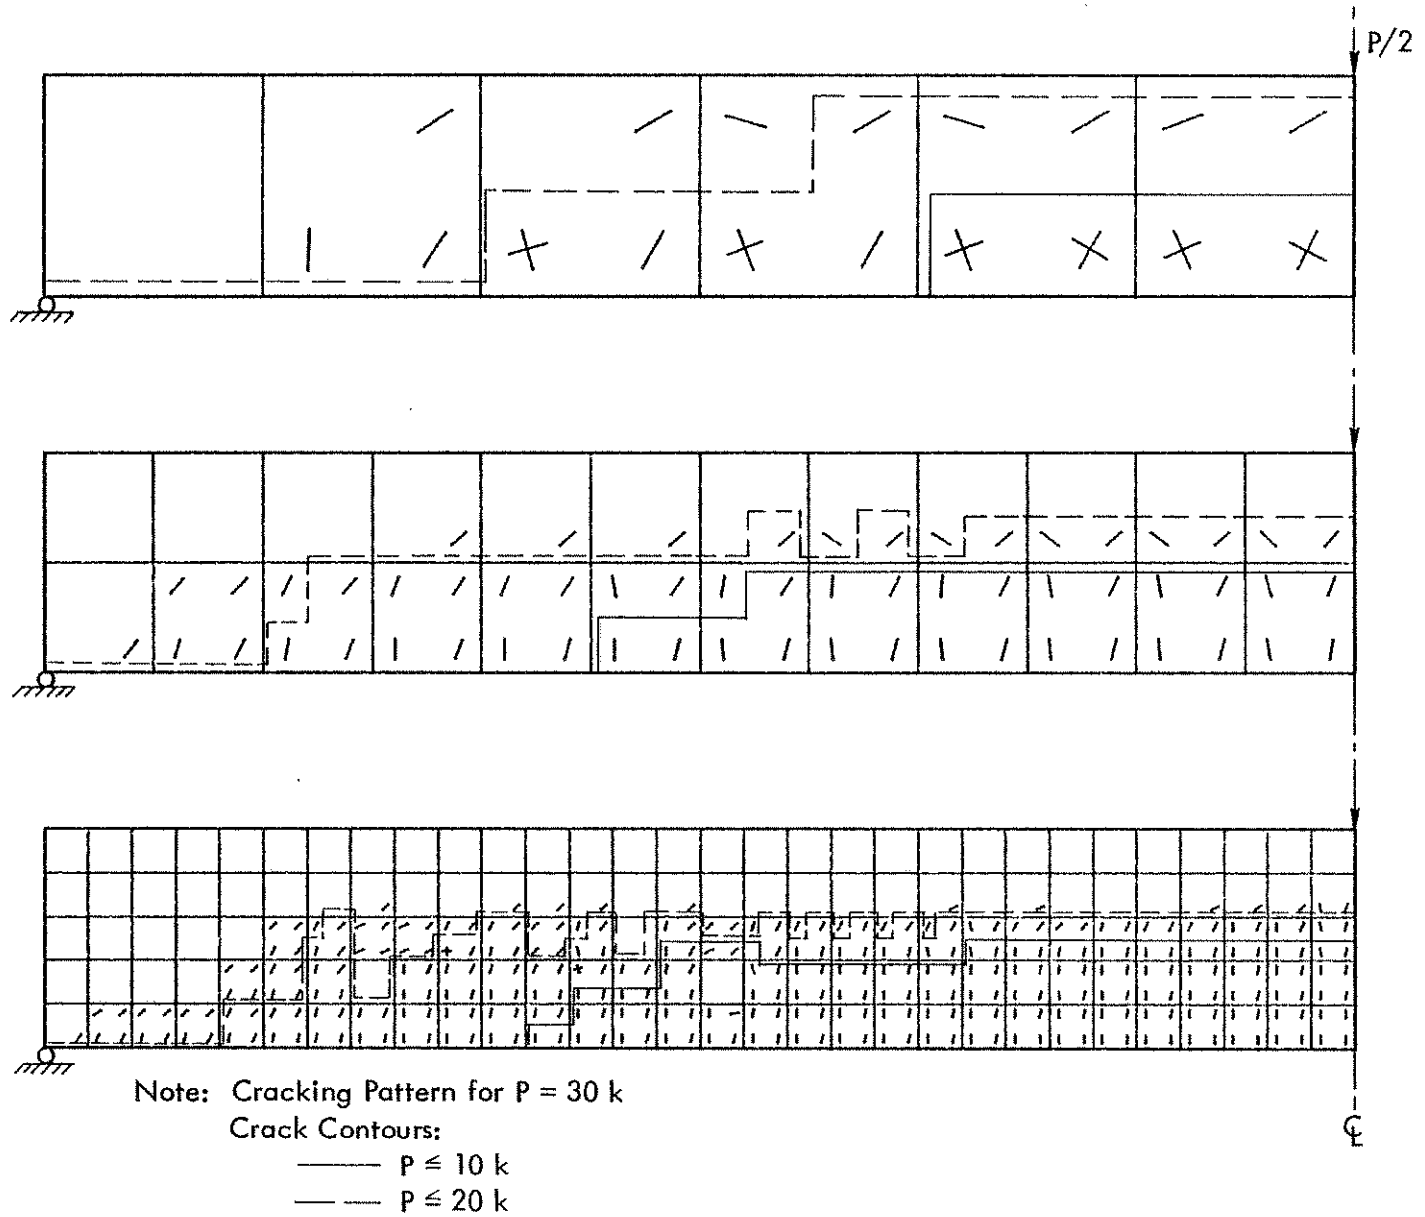 P/2
Note: Cracking Pattern for P = 30 k
Crack Contours:
P ≦ 10 k
P ≦ 20 k
℄